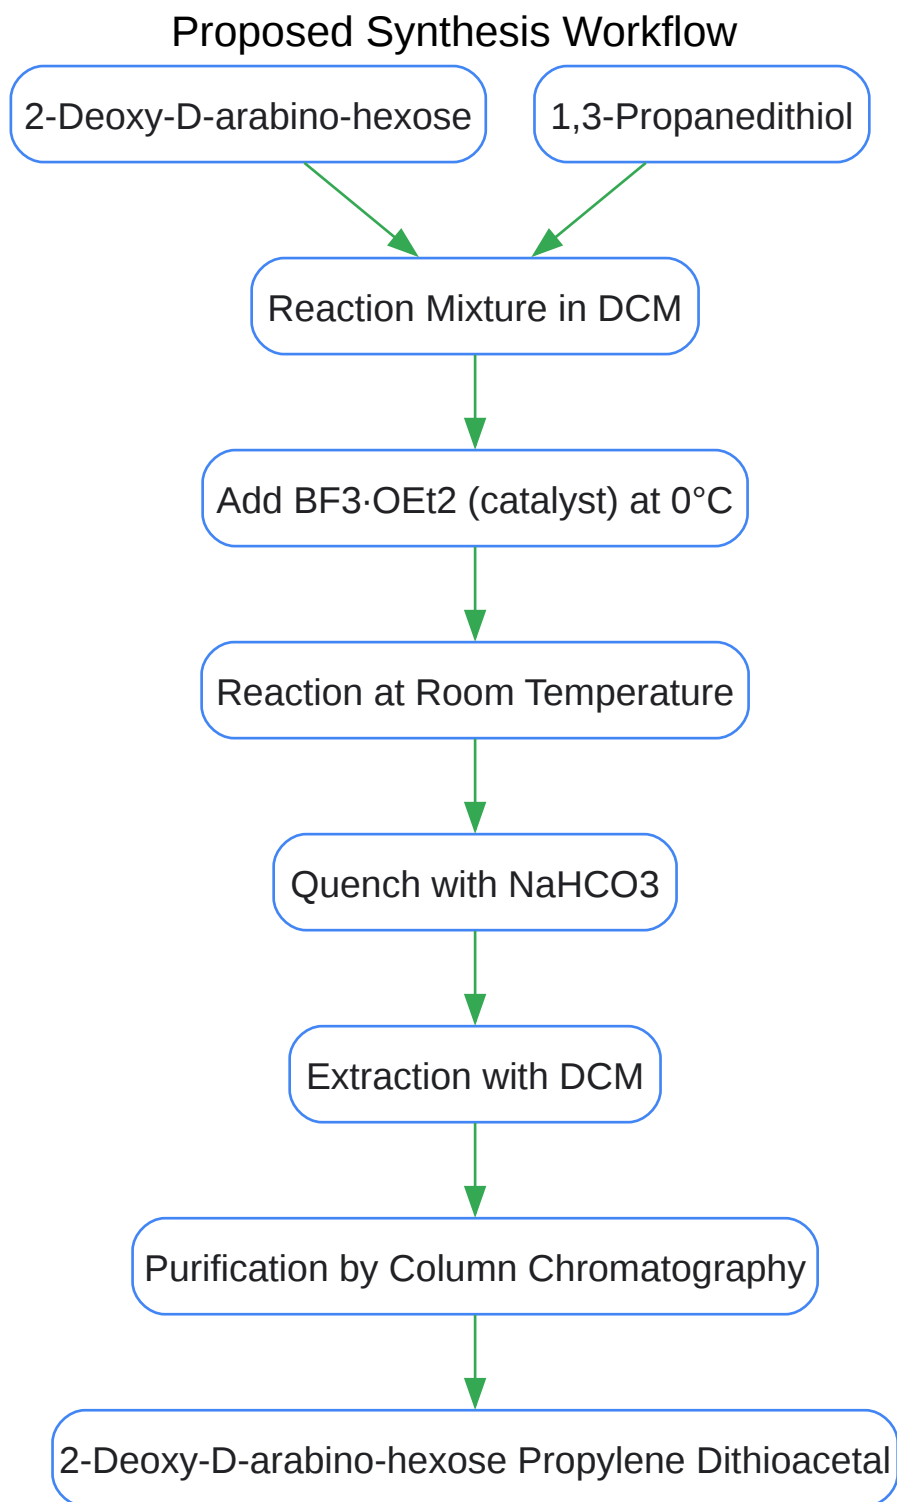 Proposed Synthesis Workflow
2-Deoxy-D-arabino-hexose
1,3-Propanedithiol
Reaction Mixture in DCM
Add BF3·OEt2 (catalyst) at 0°C
Reaction at Room Temperature
Quench with NaHCO3
Extraction with DCM
Purification by Column Chromatography
2-Deoxy-D-arabino-hexose Propylene Dithioacetal